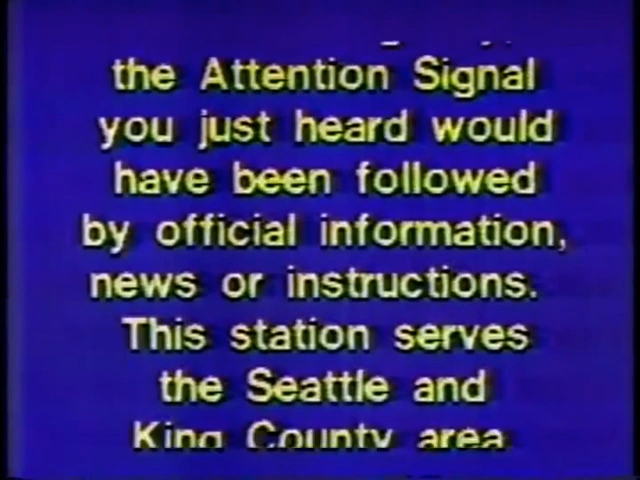 the Attention Signal
you just heard would
have been followed
by official information,
news or instructions.
This station serves
the Seattle and
King County area